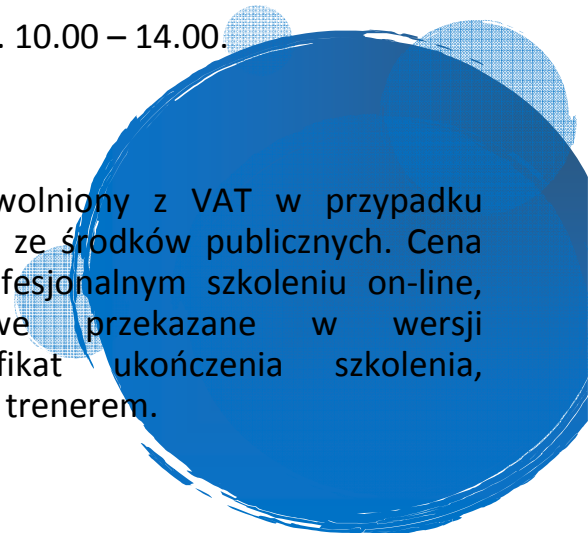 . 10.00 – 14.00.
wolniony z VAT w przypadku
ze środków publicznych. Cena
fesjonalnym szkoleniu on-line,
we przekazane w wersji
fikat ukończenia szkolenia,
trenerem.